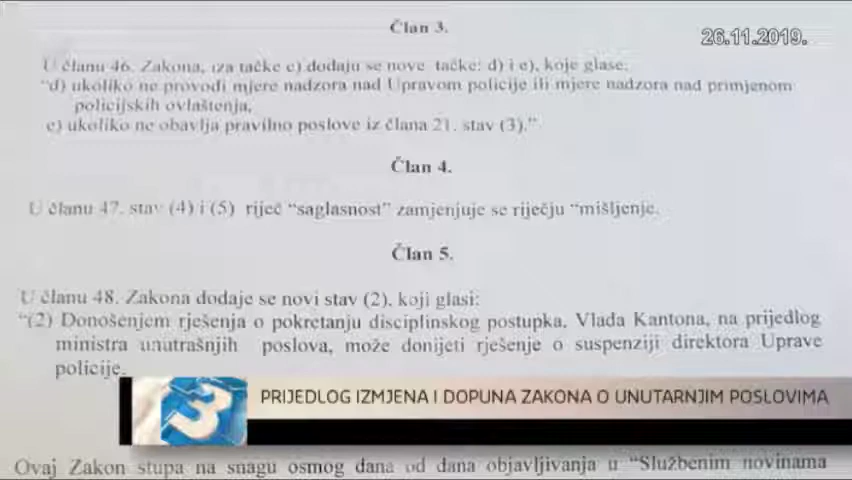 Član 3.
26.11.2019.
U članu 46. Zakona, iza tačke c) dodaju se nove tačke: d) i e), koje glase:
“d) ukoliko ne provodi mjere nadzora nad Upravom policije ili mjere nadzora nad primjenom
policijskih ovlaštenja,
e) ukoliko ne obavlja pravilno poslove iz člana 21. stav (3).”
Član 4.
U članu 47. stav (4) i (5) riječ “saglasnost” zamjenjuje se riječju “mišljenje.
Član 5.
U članu 48. Zakona dodaje se novi stav (2), koji glasi:
“(2) Donošenjem rješenja o pokretanju disciplinskog postupka, Vlada Kantona, na prijedlog
ministra unutrašnjih poslova, može donijeti rješenje o suspenziji direktora Uprave
policije.
3 PRIJEDLOG IZMJENA I DOPUNA ZAKONA O UNUTARNJIM POSLOVIMA
Ovaj Zakon stupa na snagu osmog dana od dana objavljivanja u “Službenim novinama